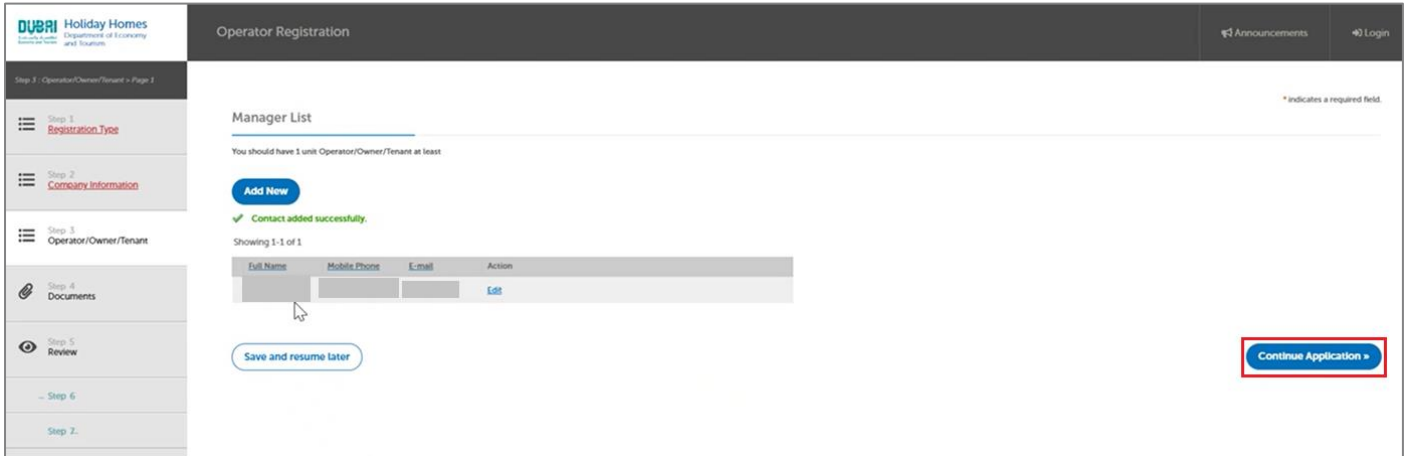 DUBAI
Holiday Homes
Department of Economy
and Tourism
Operator Registration
Announcements
Login
Step 3 : Operator/Owner/Tenant > Page 1
* indicates a required field.
Step 1
Registration Type
Step 2
Company Information
Step 3
Operator/Owner/Tenant
Step 4
Documents
Step 5
Review
Step 6
Step 7
Manager List
You should have 1 unit Operator/Owner/Tenant at least
Add New
Contact added successfully.
Showing 1-1 of 1
Full Name Mobile Phone E-mail Action
Edit
Save and resume later
Continue Application »